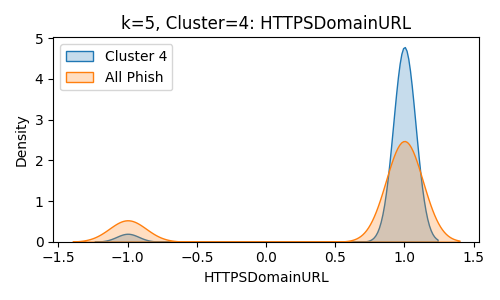 k=5, Cluster=4: HTTPSDomainURL
Cluster 4
All Phish
Density
5
4
3
2
1
0
−1.5 −1.0 −0.5 0.0 0.5 1.0 1.5
HTTPSDomainURL